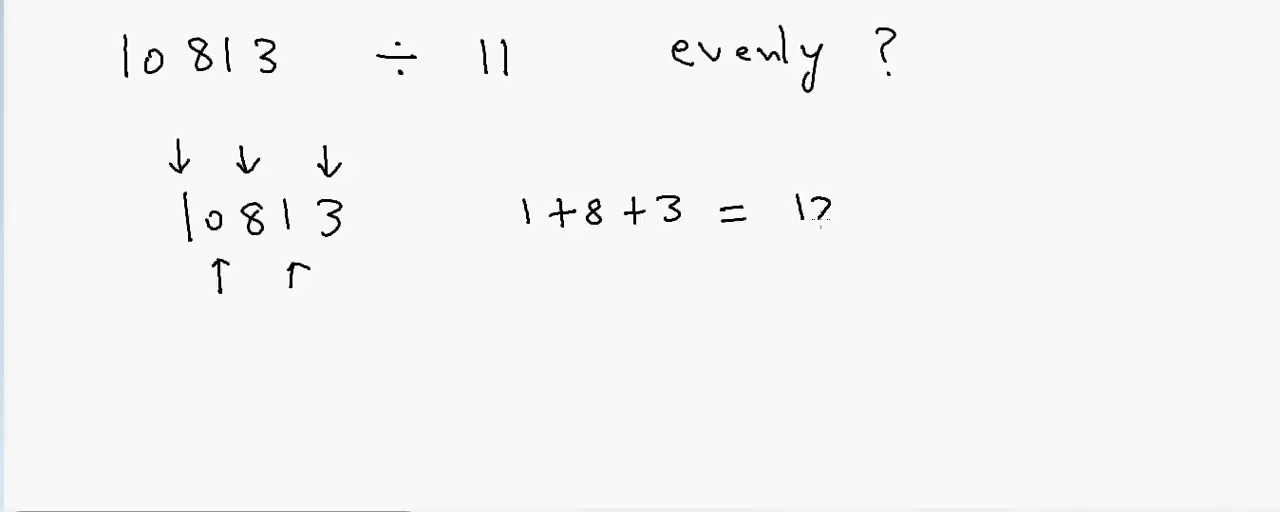 10813 ÷ 11 evenly ?
↓ ↓ ↓
10813 1+8+3 = 12
↑ ↑